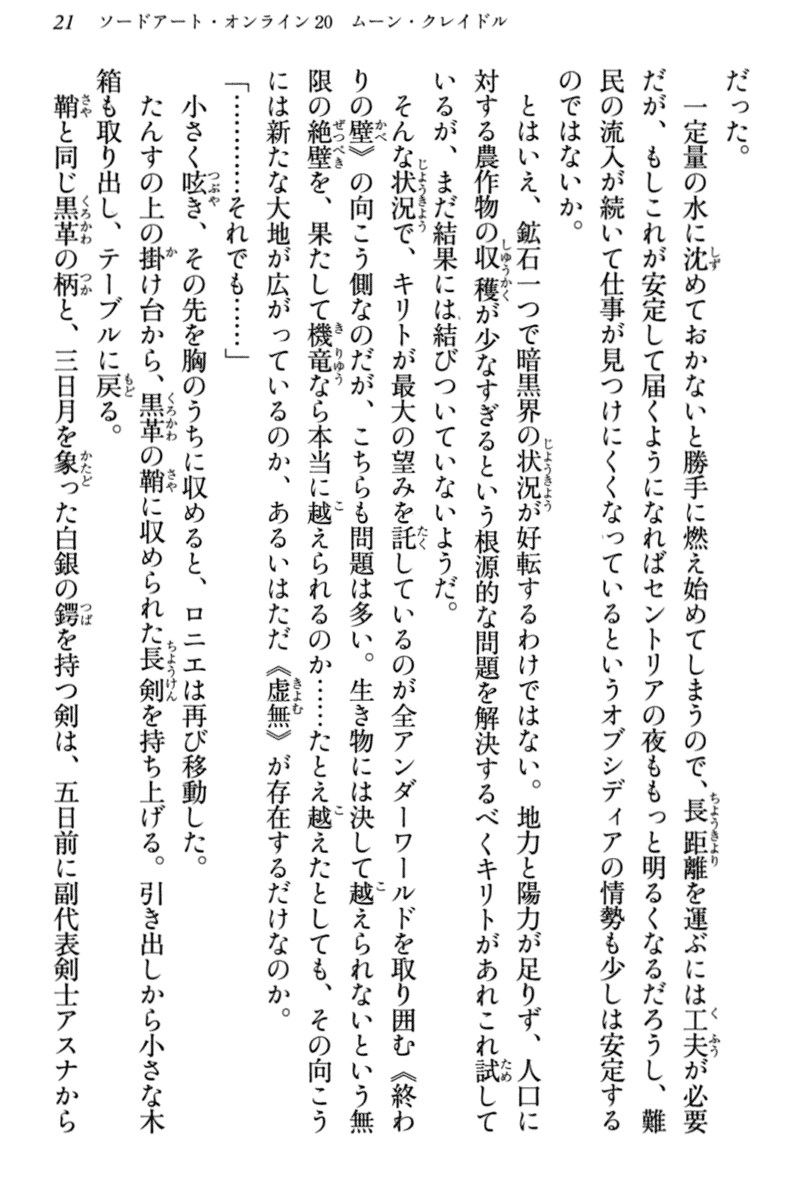 21　ソードアート・オンライン20　ムーン・クレイドル
だった。
　一定量の水に沈めておかないと勝手に燃え始めてしまうので、長距離を運ぶには工夫が必要
だが、もしこれが安定して届くようになればセントリアの夜ももっと明るくなるだろうし、難
民の流入が続いて仕事が見つけにくくなっているというオブシディアの情勢も少しは安定する
のではないか。
　とはいえ、鉱石一つで暗黒界の状況が好転するわけではない。地力と陽力が足りず、人口に
対する農作物の収穫が少なすぎるという根源的な問題を解決するべくキリトがあれこれ試して
いるが、まだ結果には結びついていないようだ。
　そんな状況で、キリトが最大の望みを託しているのが全アンダーワールドを取り囲む《終わ
りの壁》の向こう側なのだが、こちらも問題は多い。生き物には決して越えられないという無
限の絶壁を、果たして機竜なら本当に越えられるのか……たとえ越えたとしても、その向こう
には新たな大地が広がっているのか、あるいはただ《虚無》が存在するだけなのか。
「…………それでも……」
　小さく呟き、その先を胸のうちに収めると、ロニエは再び移動した。
　たんすの上の掛け台から、黒革の鞘に収められた長剣を持ち上げる。引き出しから小さな木
箱も取り出し、テーブルに戻る。
　鞘と同じ黒革の柄と、三日月を象った白銀の鍔を持つ剣は、五日前に副代表剣士アスナから